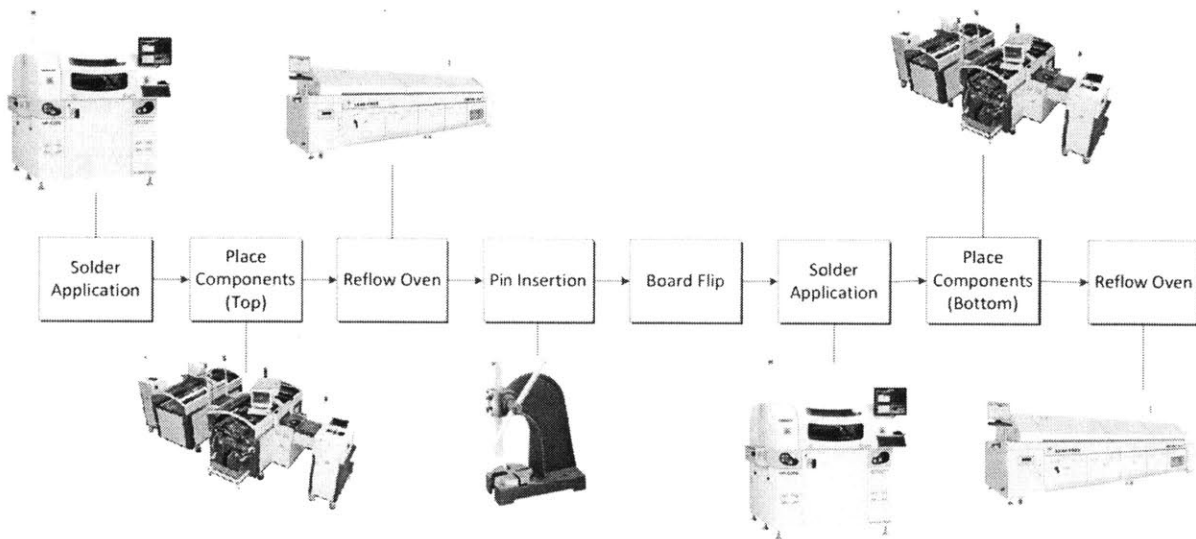 Solder
Application
Place
Components
(Top)
Reflow Oven
Pin Insertion
Board Flip
Solder
Application
Place
Components
(Bottom)
Reflow Oven